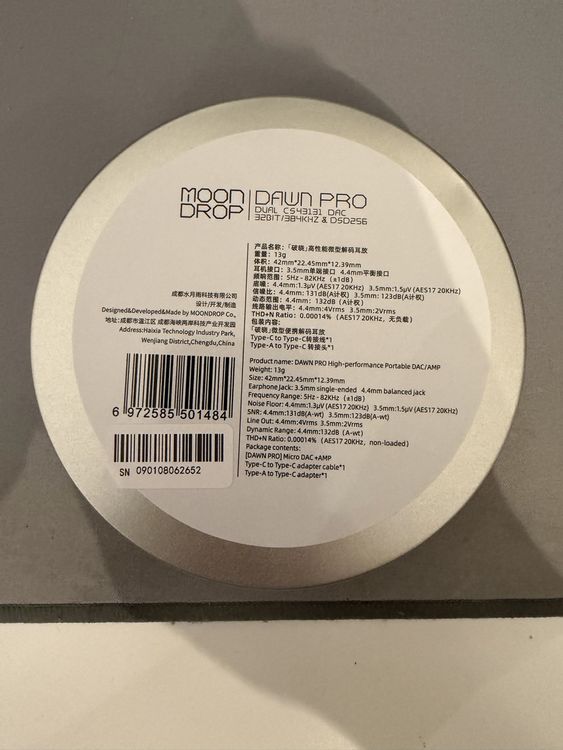 MOON DROP
DAWN PRO
DUAL CS43131 DAC
32BIT/384KHZ & DSD256
产品名称：「破晓」高性能微型解码耳放
重量：13g
体积：42mm*22.45mm*12.39mm
耳机接口：3.5mm单端接口 4.4mm平衡接口
频响范围：5Hz - 82KHz （±1dB）
底噪：4.4mm:1.3μV (AES17 20KHz) 3.5mm:1.5μV (AES17 20KHz)
信噪比：4.4mm: 131dB(A计权) 3.5mm: 123dB(A计权)
动态范围：4.4mm: 132dB （A计权）
线路输出电平：4.4mm:4Vrms 3.5mm:2Vrms
THD+N Ratio：0.00014% （AES17 20KHz，无负载）
包装内容：
「破晓」微型便携解码耳放
Type-C to Type-C转接线*1
Type-A to Type-C 转接头*1
Product name: DAWN PRO High-performance Portable DAC/AMP
Weight: 13g
Size: 42mm*22.45mm*12.39mm
Earphone Jack: 3.5mm single-ended 4.4mm balanced jack
Frequency Range: 5Hz - 82KHz (±1dB)
Noise Floor: 4.4mm:1.3μV (AES17 20KHz) 3.5mm:1.5μV (AES17 20KHz)
SNR: 4.4mm:131dB(A-wt) 3.5mm:123dB(A-wt)
Line Out: 4.4mm:4Vrms 3.5mm:2Vrms
Dynamic Range: 4.4mm:132dB (A-wt)
THD+N Ratio: 0.00014% (AES17 20KHz，non-loaded)
Package contents:
[DAWN PRO] Micro DAC +AMP
Type-C to Type-C adapter cable*1
Type-A to Type-C adapter*1
成都水月雨科技有限公司
设计/开发/制造
Designed&Developed&Made by MOONDROP Co.,
地址:成都市温江区 成都海峡两岸科技产业开发园
Address:Haixia Technology Industry Park,
Wenjiang District,Chengdu,China
6 972585 501484
SN 090108062652